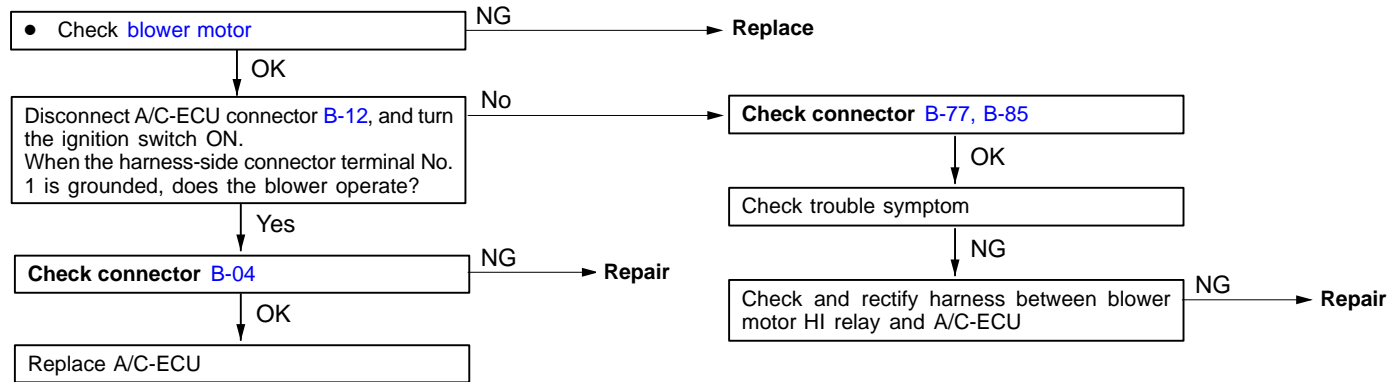 ● Check blower motor
NG
Replace
OK
Disconnect A/C-ECU connector B-12, and turn
the ignition switch ON.
When the harness-side connector terminal No.
1 is grounded, does the blower operate?
No
Check connector B-77, B-85
OK
Check trouble symptom
NG
Check and rectify harness between blower
motor HI relay and A/C-ECU
NG
Repair
Yes
Check connector B-04
NG
Repair
OK
Replace A/C-ECU